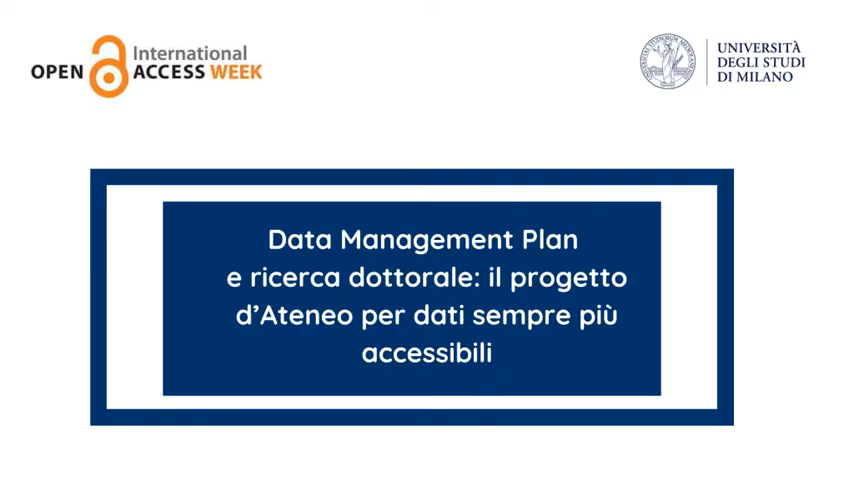 OPEN International ACCESS WEEK
UNIVERSITÀ
DEGLI STUDI
DI MILANO
Data Management Plan
e ricerca dottorale: il progetto
d’Ateneo per dati sempre più
accessibili